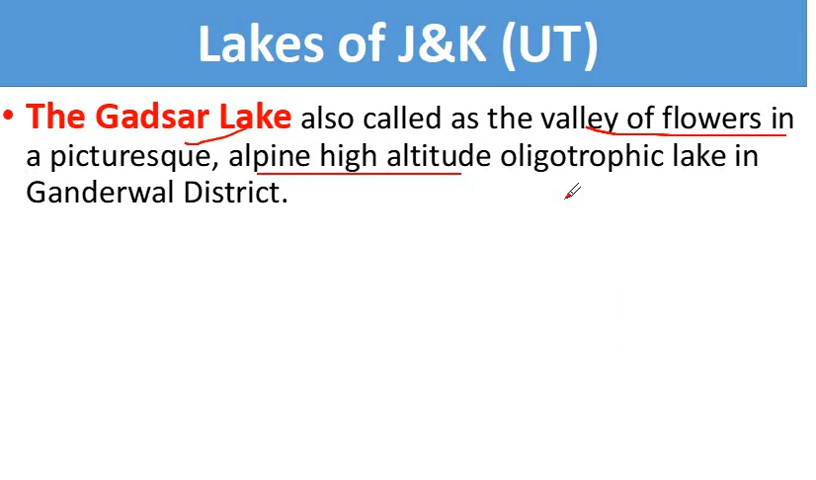 Lakes of J&K (UT)
• The Gadsar Lake also called as the valley of flowers in
a picturesque, alpine high altitude oligotrophic lake in
Ganderwal District.